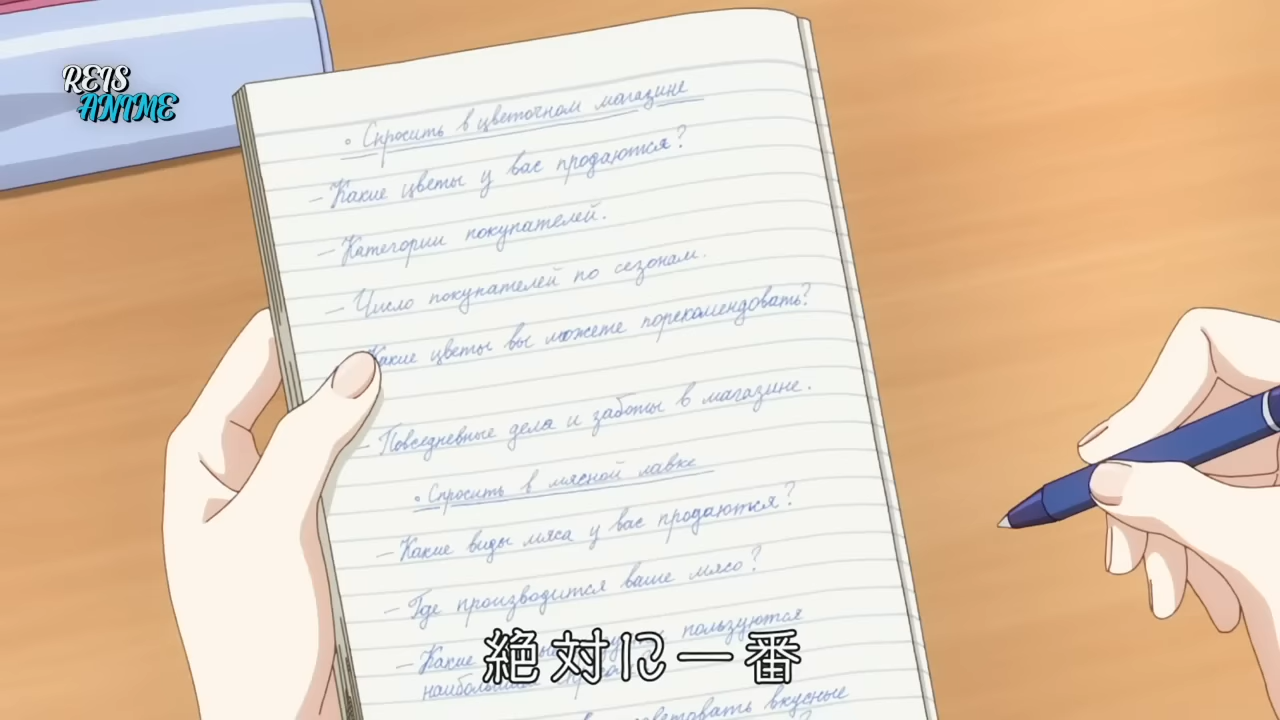 REIS
ANIME
• Спросить в цветочном магазине
— Какие цветы у вас продаются?
— Категории покупателей.
— Число покупателей по сезонам.
Какие цветы вы можете порекомендовать?
— Повседневные дела и заботы в магазине.
• Спросить в мясной лавке
— Какие виды мяса у вас продаются?
— Где производится ваше мясо?
— Какие пользуются
вкусные
絶対に一番